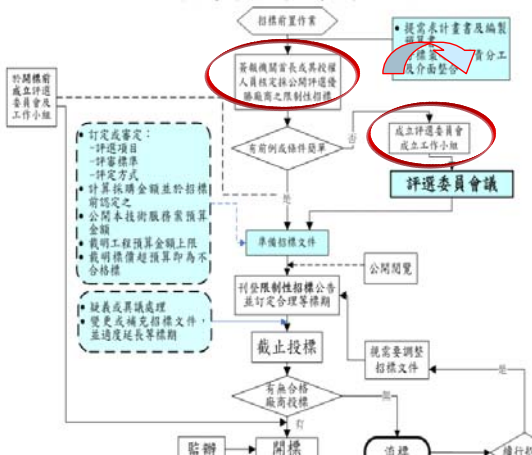 招標前置作業
• 提需求計畫書及編製
及介面整合
簽報機關首長或其授權
人員核定採公開評選優
勝廠商之限制性招標
於開標前
成立評選委
員會及
工作小組
有前例或條件簡單
否
成立評選委員會
成立工作小組
評選委員會議
是
• 訂定或審定：
-評選項目
-評審標準
-評定方式
• 計算採購金額並於招標
前認定之
• 公開本技術服務案預算
金額
• 載明工程預算金額上限
• 載明標價超預算即為不
合格標
準備招標文件
公開閱覽
刊登限制性招標公告
並訂定合理等標期
• 疑義或異議處理
• 變更或補充招標文件，
並適度延長等標期
截止投標
視需要調整
招標文件
是
有無合格
廠商投標
無
有
監辦
開標
流標
續行招